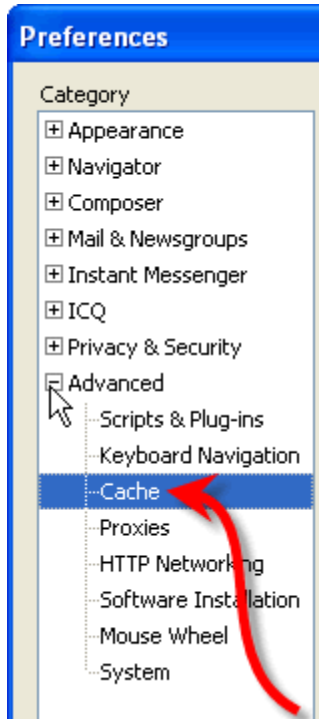 Preferences
Category
Appearance
Navigator
Composer
Mail & Newsgroups
Instant Messenger
ICQ
Privacy & Security
Advanced
Scripts & Plug-ins
Keyboard Navigation
Cache
Proxies
HTTP Networking
Software Installation
Mouse Wheel
System